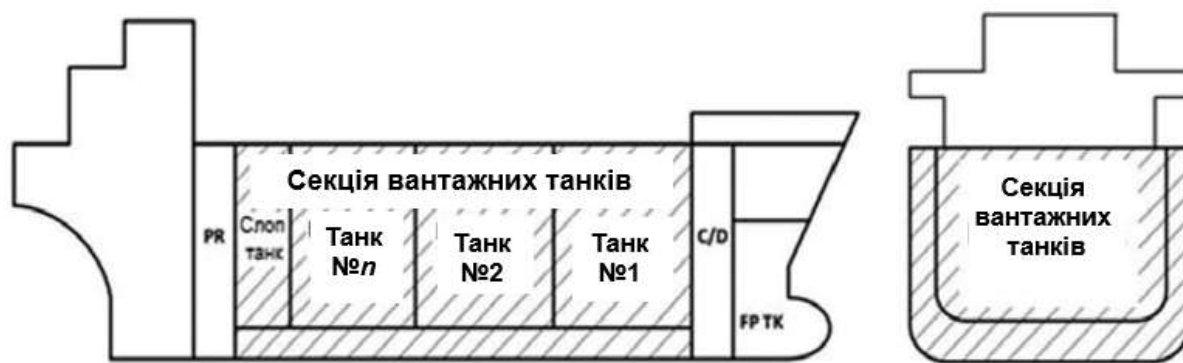 Секція вантажних танків
PR
Слоп
танк
Танк
№n
Танк
№2
Танк
№1
C/D
FP TK
Секція
вантажних
танків